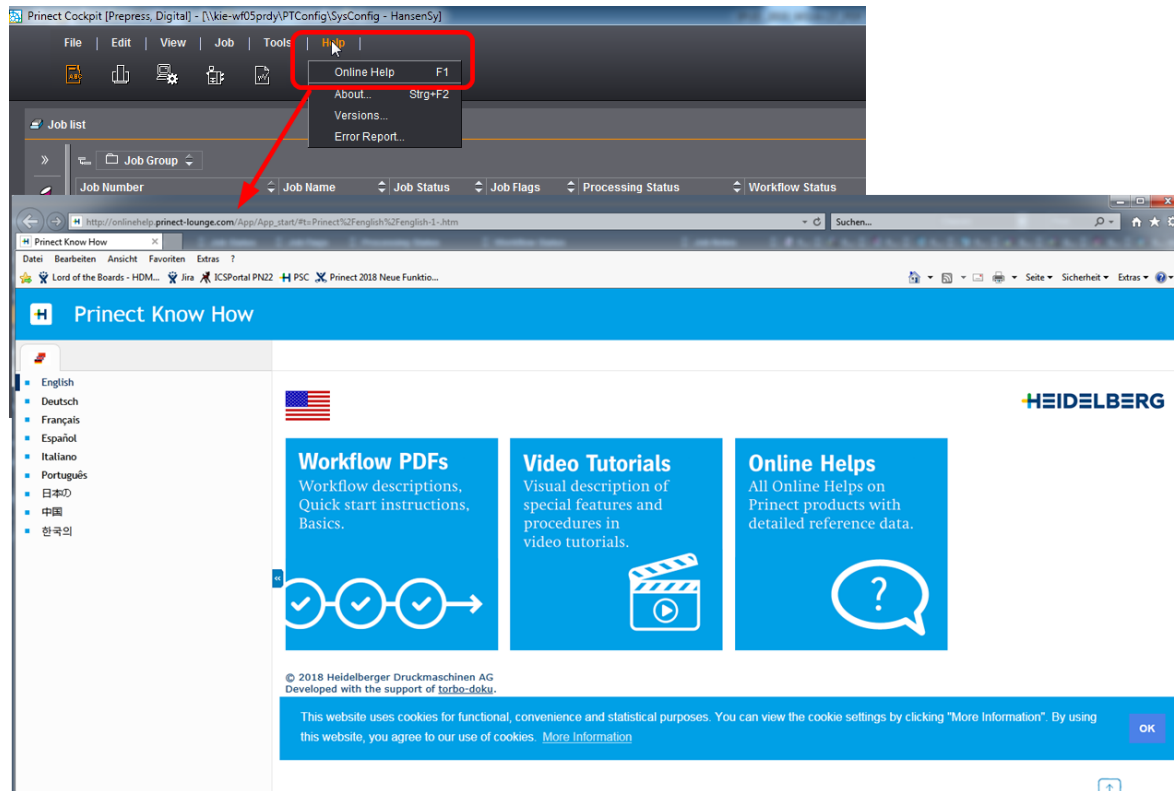 Prinect Cockpit [Prepress, Digital] - [\\kie-wf05prdy\PTConfig\SysConfig - HansenSy]
File | Edit | View | Job | Tools | Help |
Online Help F1
About... Strg+F2
Versions...
Error Report...
Job list
Job Group
Job Number Job Name Job Status Job Flags Processing Status Workflow Status
http://onlinehelp.prinect-lounge.com/App/App_start/#t=Prinect%2Fenglish%2Fenglish-1-.htm
Suchen...
Prinect Know How
Datei Bearbeiten Ansicht Favoriten Extras ?
Lord of the Boards - HDM... Jira ICSPortal PN22 PSC Prinect 2018 Neue Funktio... Seite Sicherheit Extras
Prinect Know How
English
Deutsch
Français
Español
Italiano
Português
日本の
中国
한국의
HEIDELBERG
Workflow PDFs
Workflow descriptions,
Quick start instructions,
Basics.
Video Tutorials
Visual description of
special features and
procedures in
video tutorials.
Online Helps
All Online Helps on
Prinect products with
detailed reference data.
?
© 2018 Heidelberger Druckmaschinen AG
Developed with the support of torbo-doku.
This website uses cookies for functional, convenience and statistical purposes. You can view the cookie settings by clicking "More Information". By using
this website, you agree to our use of cookies. More Information
OK